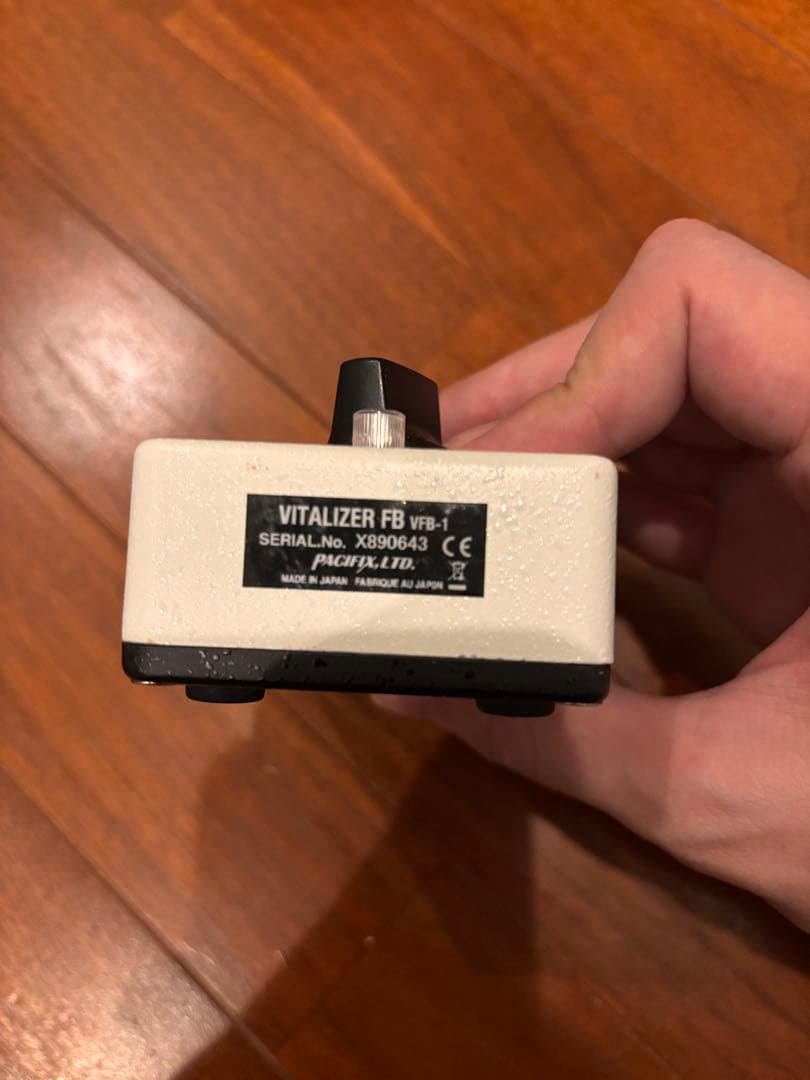 VITALIZER FB VFB-1
SERIAL.No. X890643 CE
PACIFIX,LTD.
MADE IN JAPAN FABRIQUE AU JAPON